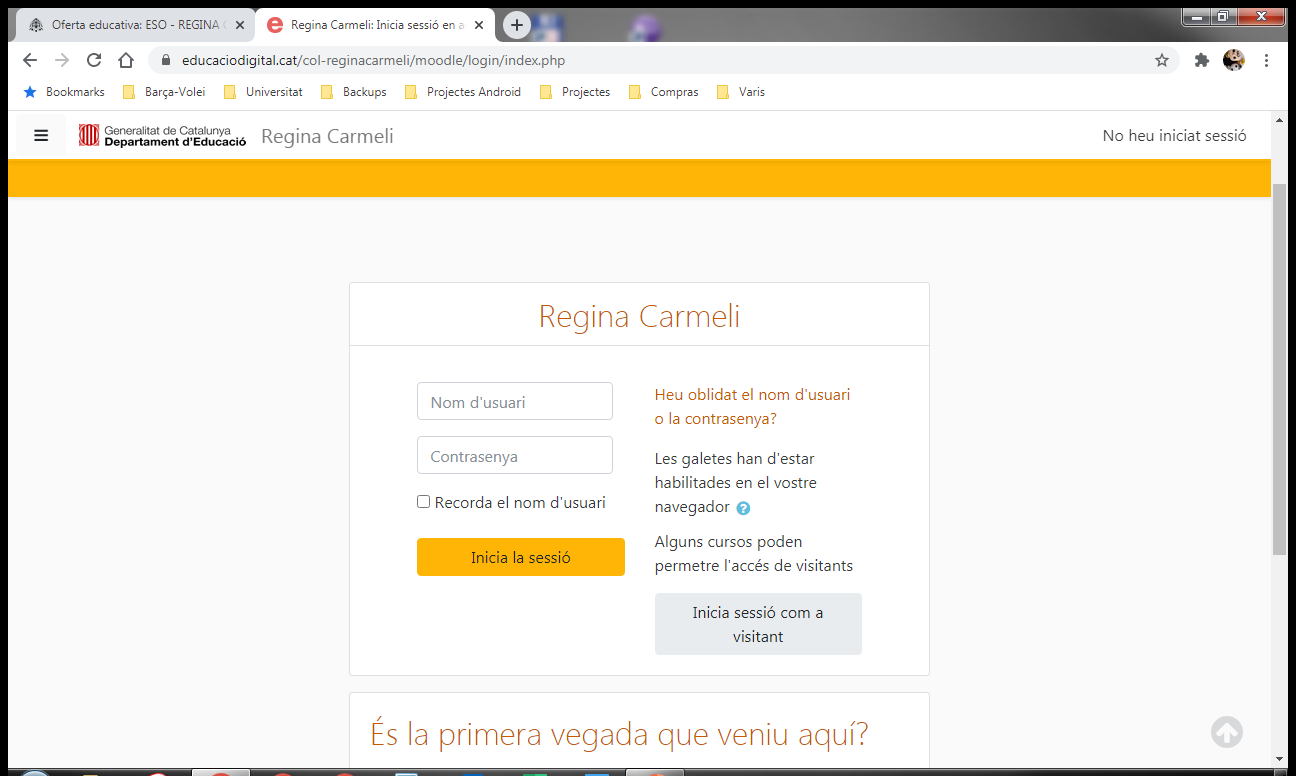 Oferta educativa: ESO - REGINA
Regina Carmeli: Inicia sessió en a
educaciodigital.cat/col-reginacarmeli/moodle/login/index.php
Bookmarks Barça-Volei Universitat Backups Projectes Android Projectes Compras Varis
Generalitat de Catalunya
Departament d'Educació
Regina Carmeli
No heu iniciat sessió
Regina Carmeli
Nom d'usuari
Contrasenya
Recorda el nom d'usuari
Inicia la sessió
Heu oblidat el nom d'usuari
o la contrasenya?
Les galetes han d'estar
habilitades en el vostre
navegador
Alguns cursos poden
permetre l'accés de visitants
Inicia sessió com a
visitant
És la primera vegada que veniu aquí?